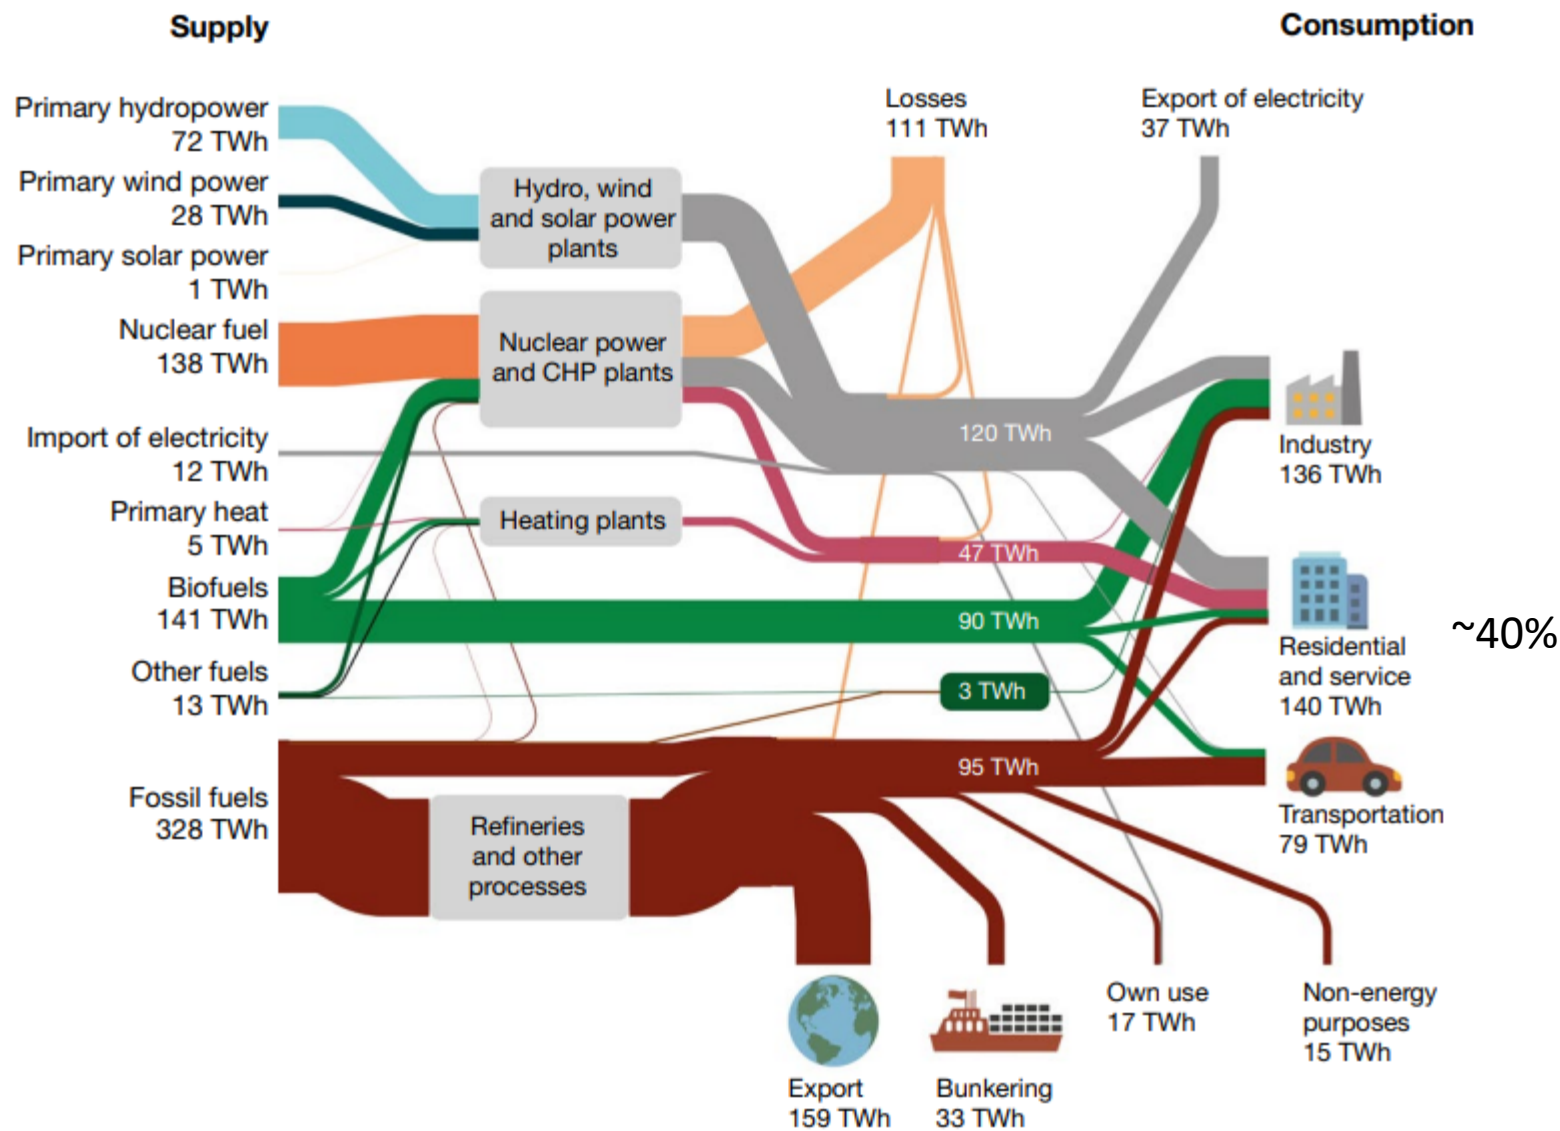 Supply
Consumption
Primary hydropower
72 TWh
Primary wind power
28 TWh
Primary solar power
1 TWh
Nuclear fuel
138 TWh
Import of electricity
12 TWh
Primary heat
5 TWh
Biofuels
141 TWh
Other fuels
13 TWh
Fossil fuels
328 TWh
Hydro, wind
and solar power
plants
Nuclear power
and CHP plants
Heating plants
Refineries
and other
processes
Losses
111 TWh
Export of electricity
37 TWh
120 TWh
47 TWh
90 TWh
3 TWh
95 TWh
Industry
136 TWh
Residential
and service
140 TWh
~40%
Transportation
79 TWh
Export
159 TWh
Bunkering
33 TWh
Own use
17 TWh
Non-energy
purposes
15 TWh